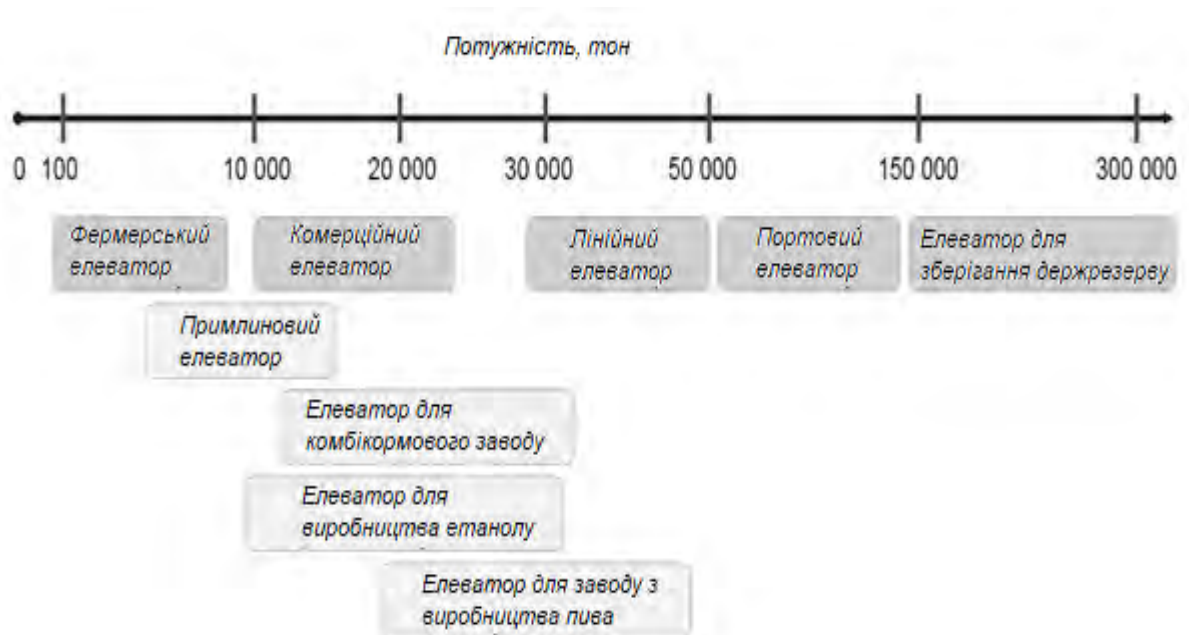 Потужність, тон
0 100 10 000 20 000 30 000 50 000 150 000 300 000
Фермерський
елеватор
Комерційний
елеватор
Лінійний
елеватор
Портовий
елеватор
Елеватор для
зберігання держрезерву
Примлиновий
елеватор
Елеватор для
комбікормового заводу
Елеватор для
виробництва етанолу
Елеватор для заводу з
виробництва пива